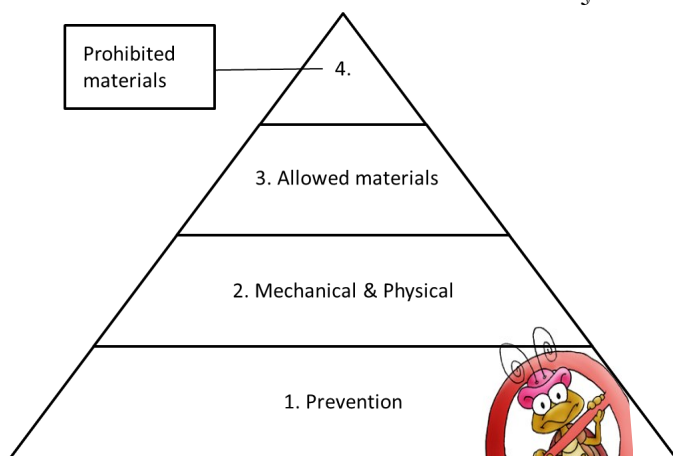 Prohibited
materials
4.
3. Allowed materials
2. Mechanical & Physical
1. Prevention